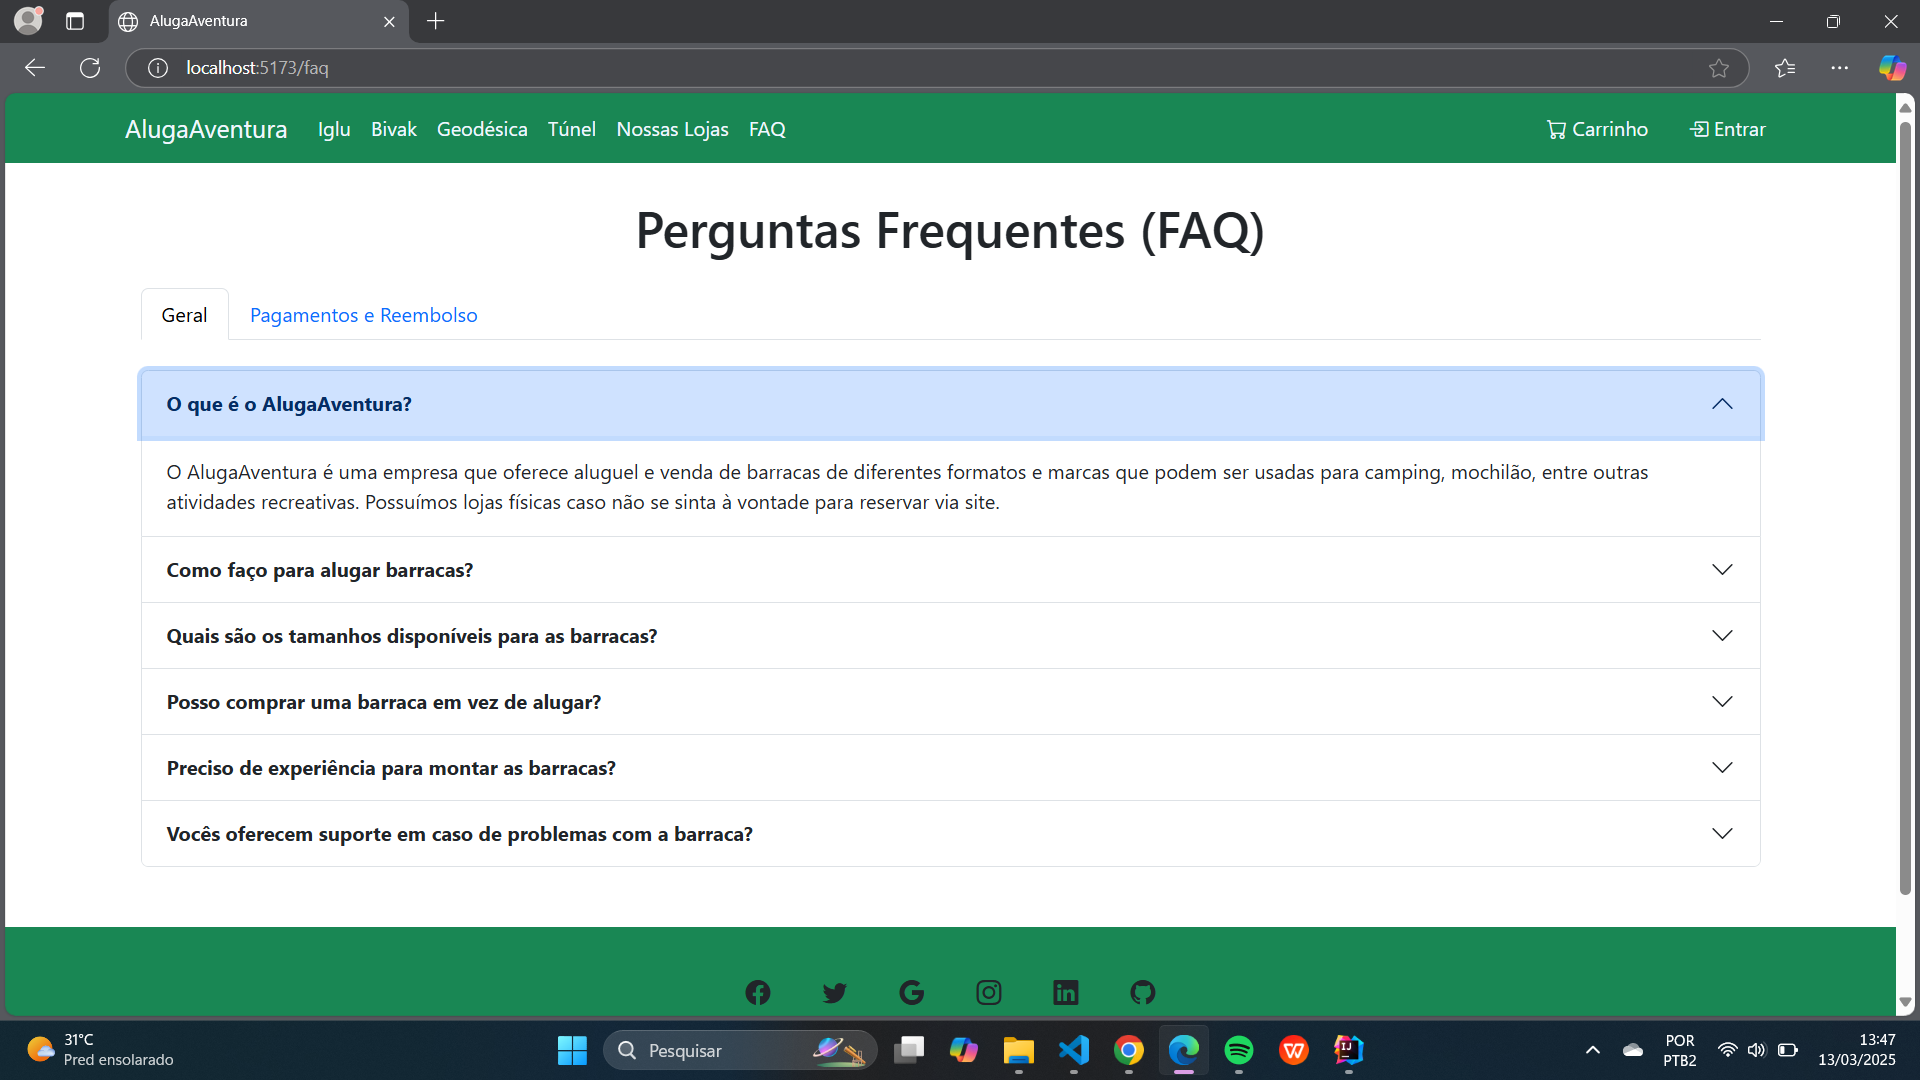 AlugaAventura
localhost:5173/faq
AlugaAventura Iglu Bivak Geodésica Túnel Nossas Lojas FAQ Carrinho Entrar
Perguntas Frequentes (FAQ)
Geral Pagamentos e Reembolso
O que é o AlugaAventura?
O AlugaAventura é uma empresa que oferece aluguel e venda de barracas de diferentes formatos e marcas que podem ser usadas para camping, mochilão, entre outras
atividades recreativas. Possuímos lojas físicas caso não se sinta à vontade para reservar via site.
Como faço para alugar barracas?
Quais são os tamanhos disponíveis para as barracas?
Posso comprar uma barraca em vez de alugar?
Preciso de experiência para montar as barracas?
Vocês oferecem suporte em caso de problemas com a barraca?
31°C
Pred ensolarado
Pesquisar
POR
PTB2
13:47
13/03/2025